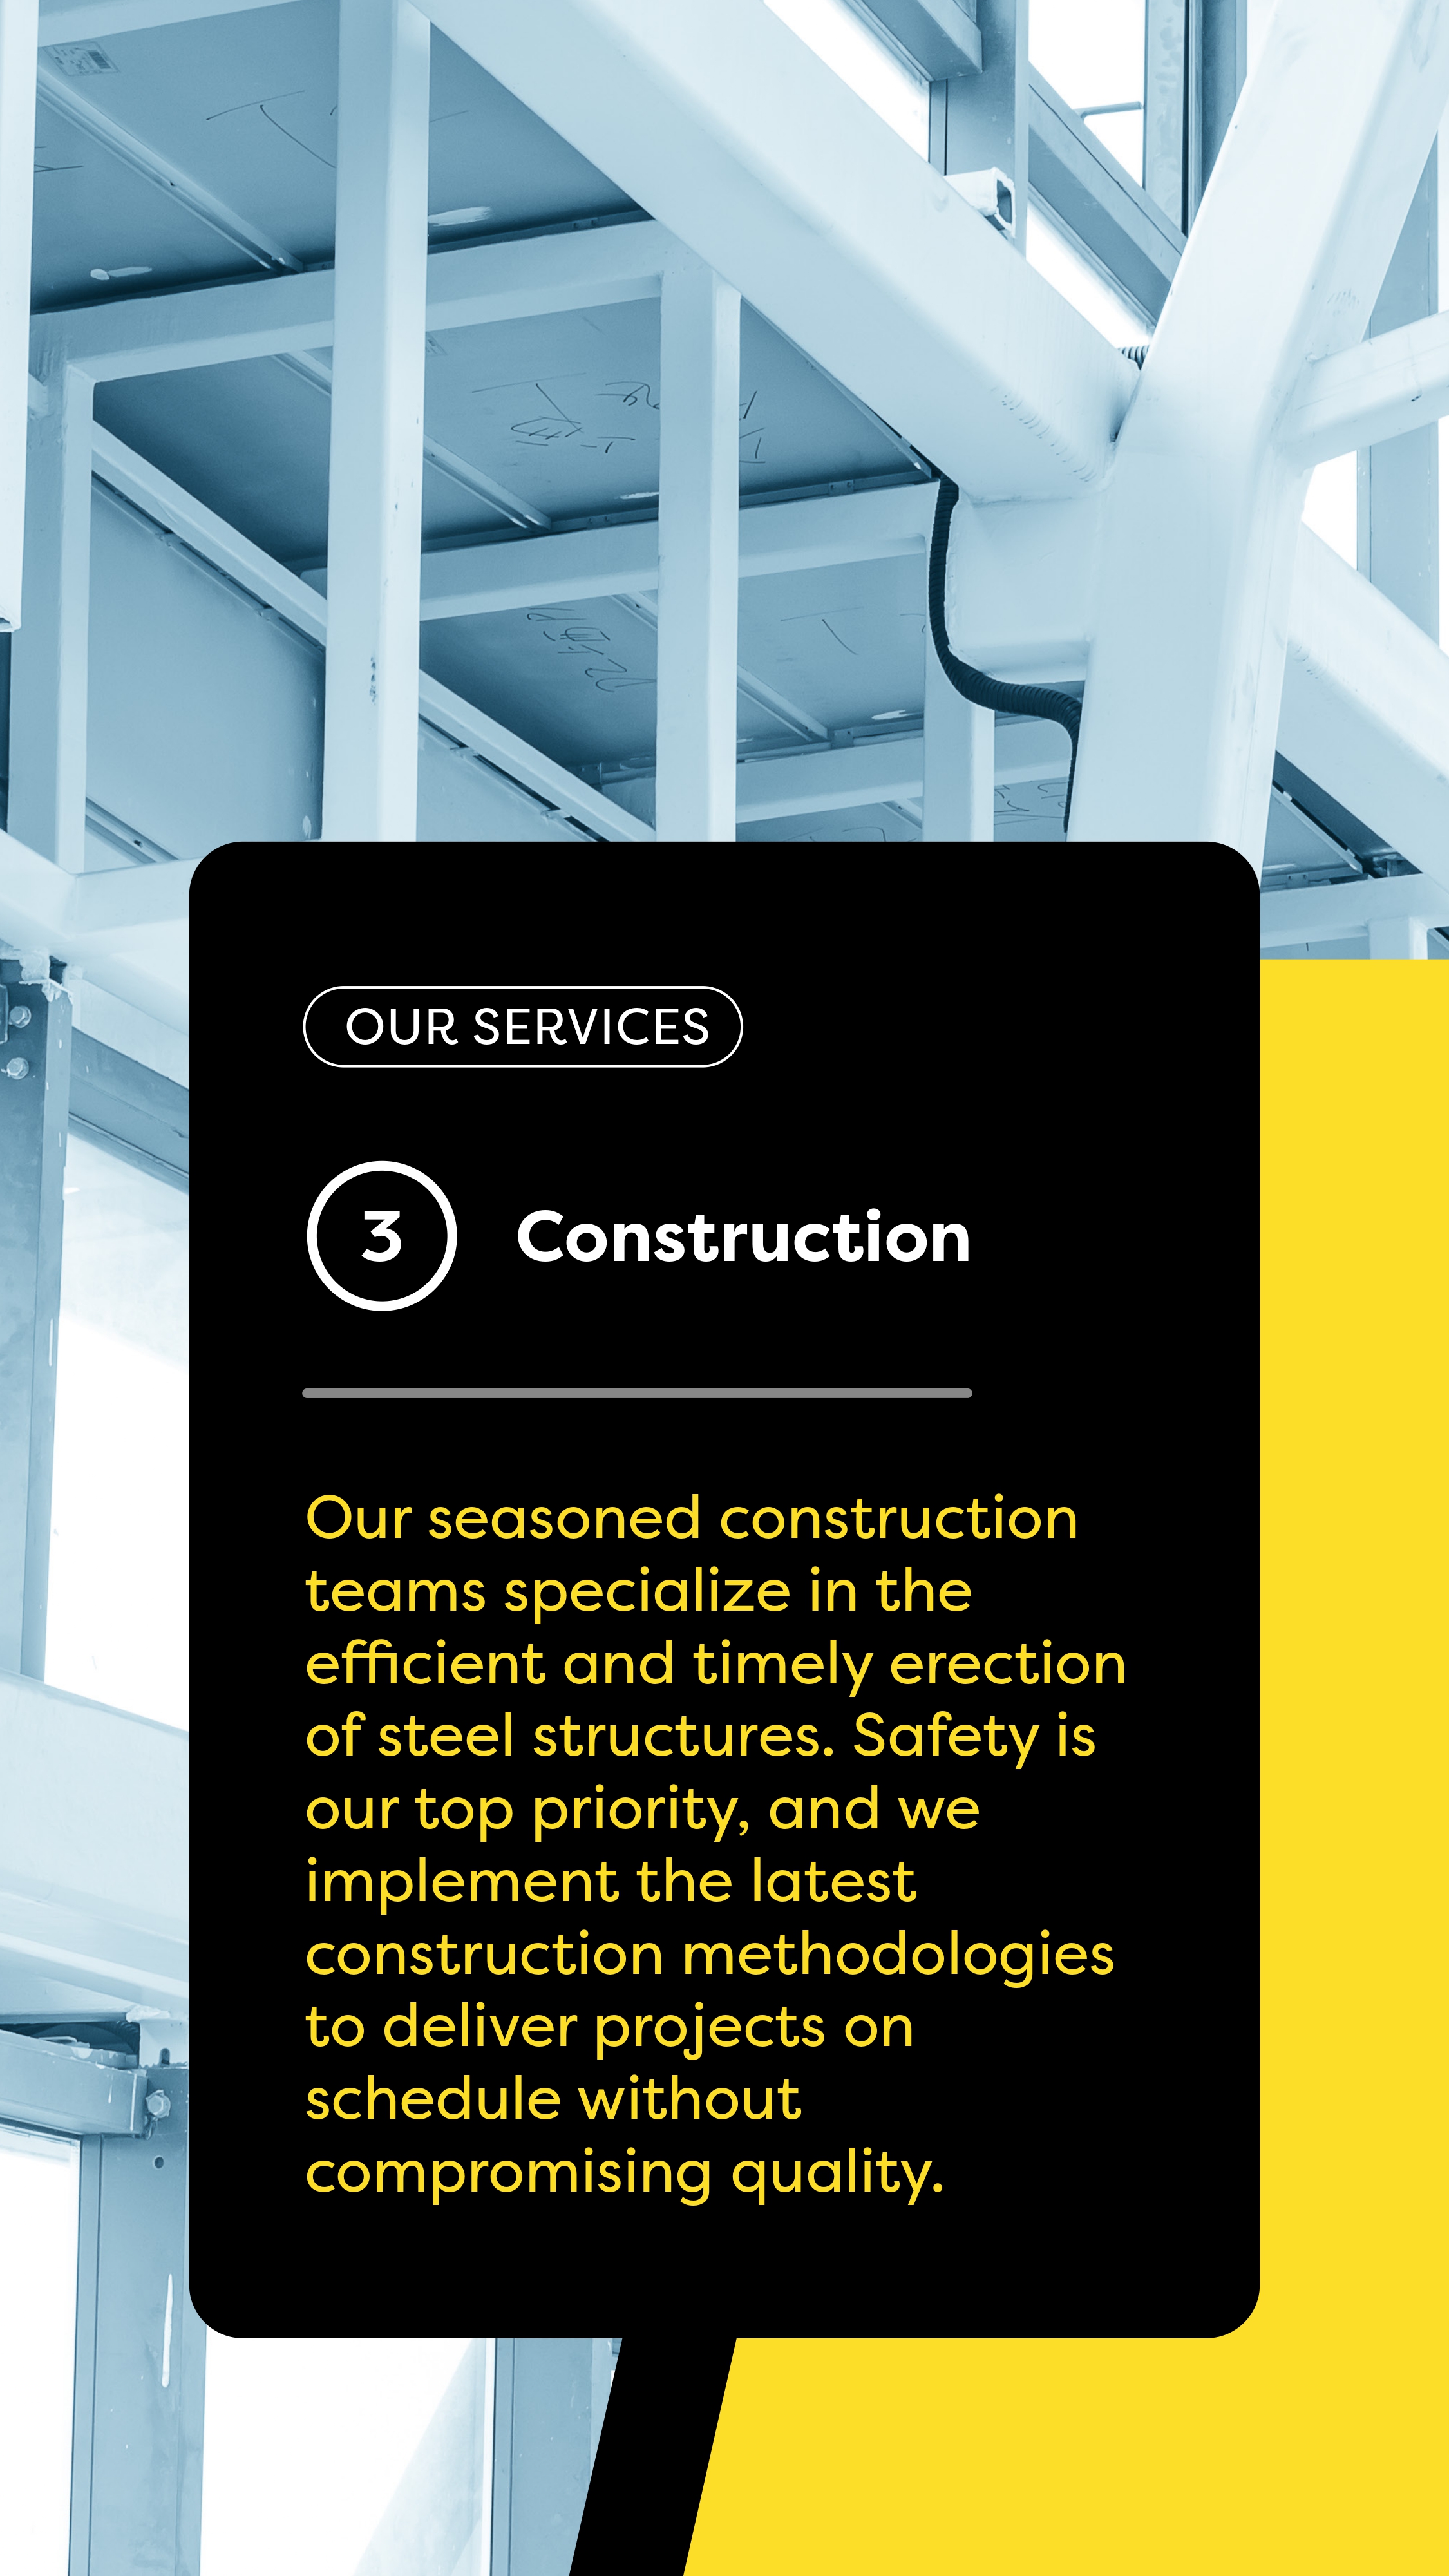 OUR SERVICES
3 Construction
Our seasoned construction
teams specialize in the
efficient and timely erection
of steel structures. Safety is
our top priority, and we
implement the latest
construction methodologies
to deliver projects on
schedule without
compromising quality.